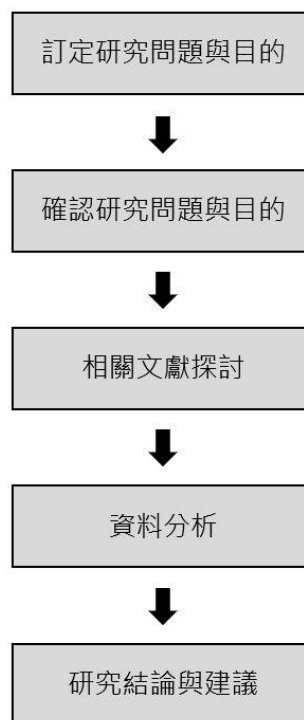 訂定研究問題與目的
確認研究問題與目的
相關文獻探討
資料分析
研究結論與建議